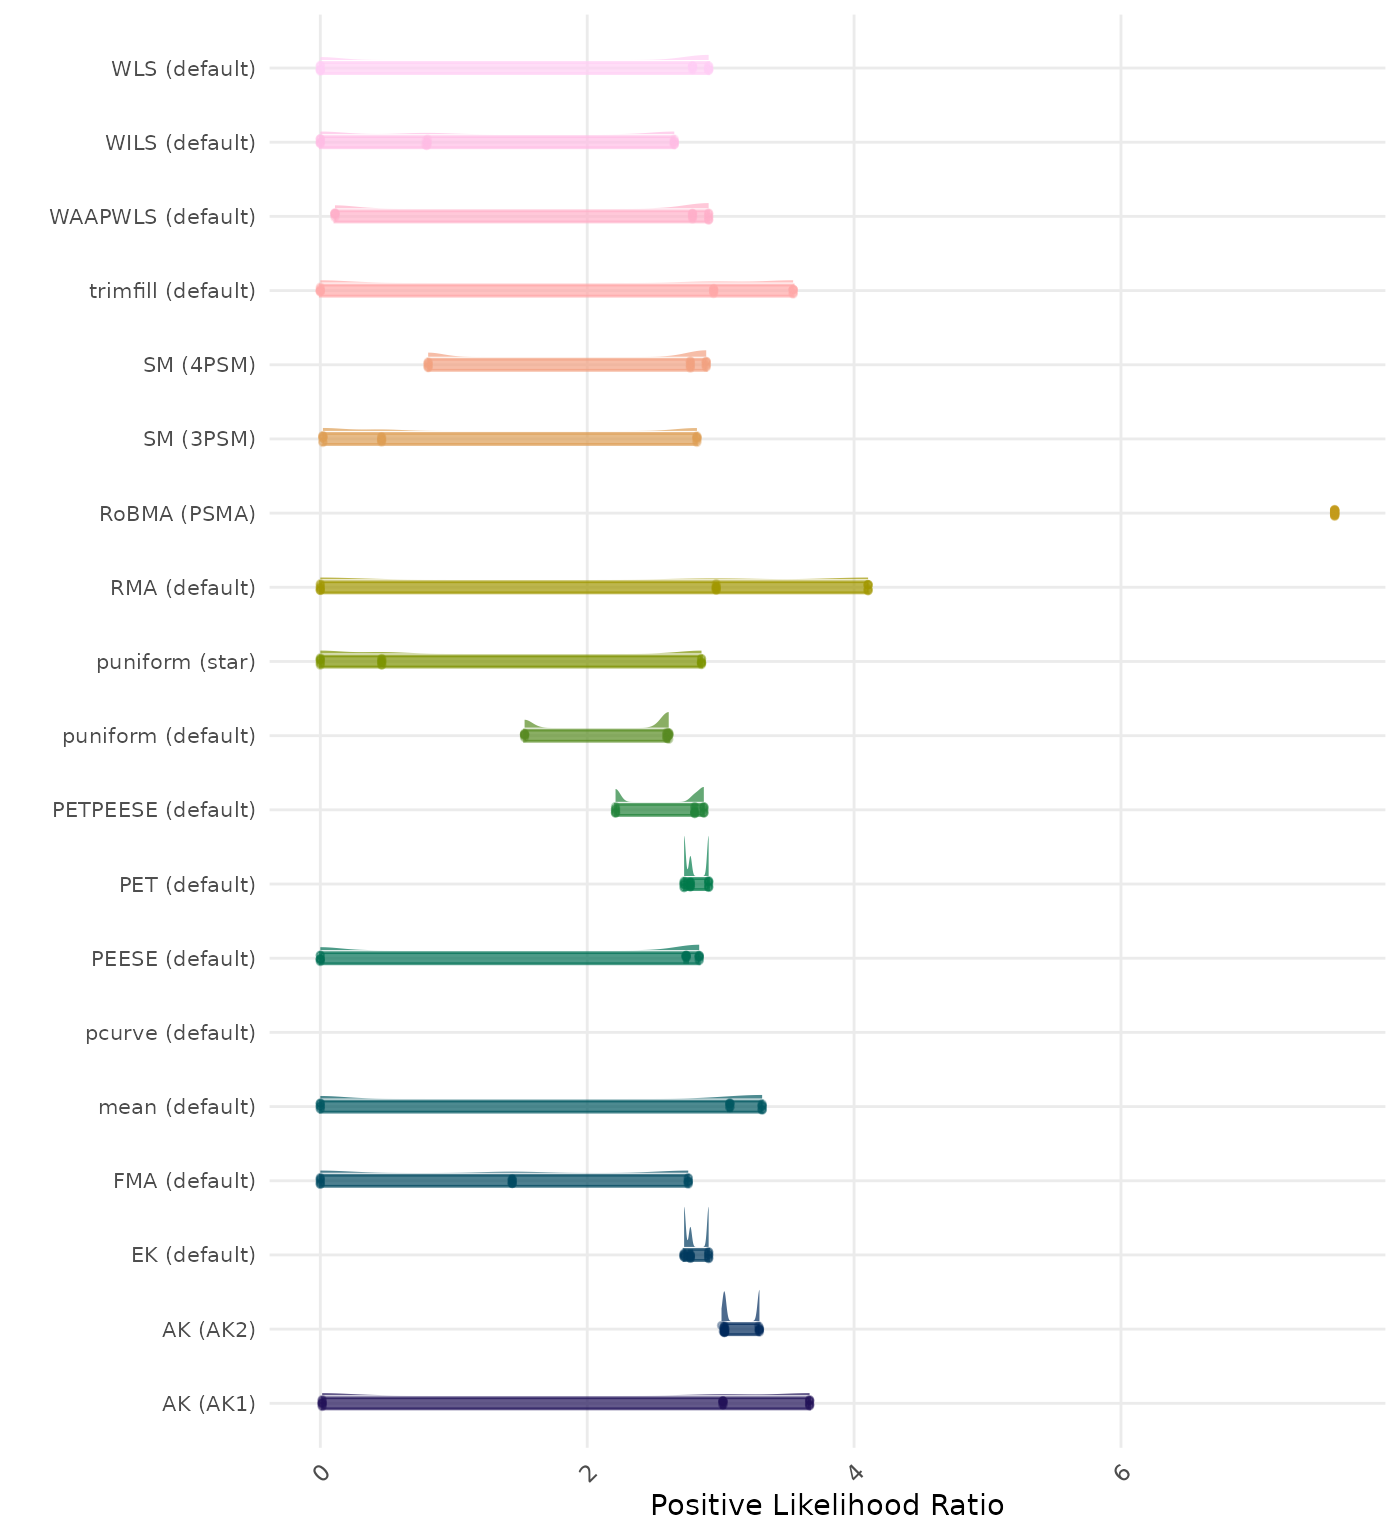 WLS (default)
WILS (default)
WAAPWLS (default)
trimfill (default)
SM (4PSM)
SM (3PSM)
RoBMA (PSMA)
RMA (default)
puniform (star)
puniform (default)
PETPEESE (default)
PET (default)
PEESE (default)
pcurve (default)
mean (default)
FMA (default)
EK (default)
AK (AK2)
AK (AK1)
0 2 4 6
Positive Likelihood Ratio